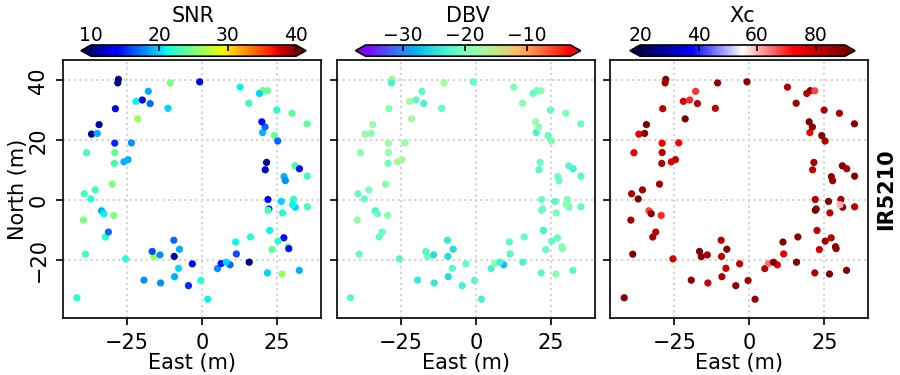 SNR DBV Xc
10 20 30 40 −30 −20 −10 20 40 60 80
40
20
0
−20
North (m)
IR5210
−25 0 25 −25 0 25 −25 0 25
East (m) East (m) East (m)